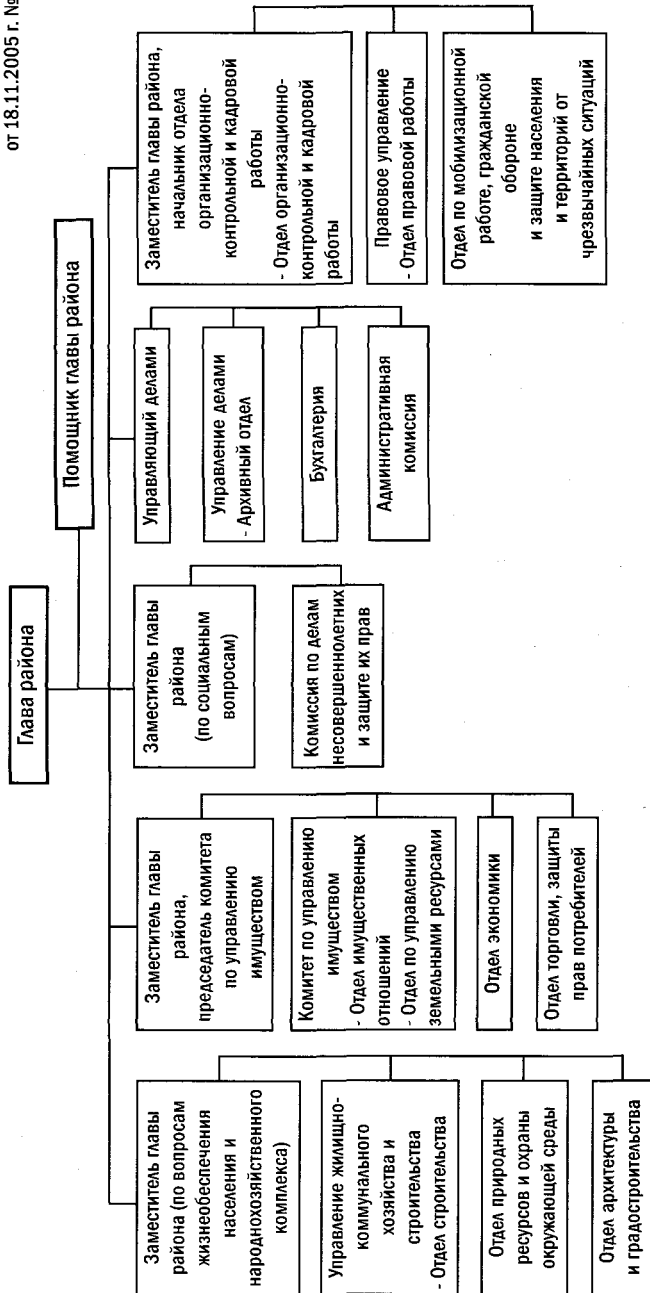 от 18.11.2005 г. №
Глава района
Помощник главы района
Заместитель главы
района (по вопросам
жизнеобеспечения
населения и
народнохозяйственного
комплекса)
Управление жилищно-
коммунального
хозяйства и
строительства
- Отдел строительства
Отдел природных
ресурсов и охраны
окружающей среды
Отдел архитектуры
и градостроительства
Заместитель главы
района,
председатель комитета
по управлению
имуществом
Комитет по управлению
имуществом
- Отдел имущественных
отношений
- Отдел по управлению
земельными ресурсами
Отдел экономики
Отдел торговли, защиты
прав потребителей
Заместитель главы
района
(по социальным
вопросам)
Комиссия по делам
несовершеннолетних
и защите их прав
Управляющий делами
Управление делами
- Архивный отдел
Бухгалтерия
Административная
комиссия
Заместитель главы района,
начальник отдела
организационно-
контрольной и кадровой
работы
- Отдел организационно-
контрольной и кадровой
работы
Правовое управление
- Отдел правовой работы
Отдел по мобилизационной
работе, гражданской
обороне
и защите населения
и территорий от
чрезвычайных ситуаций